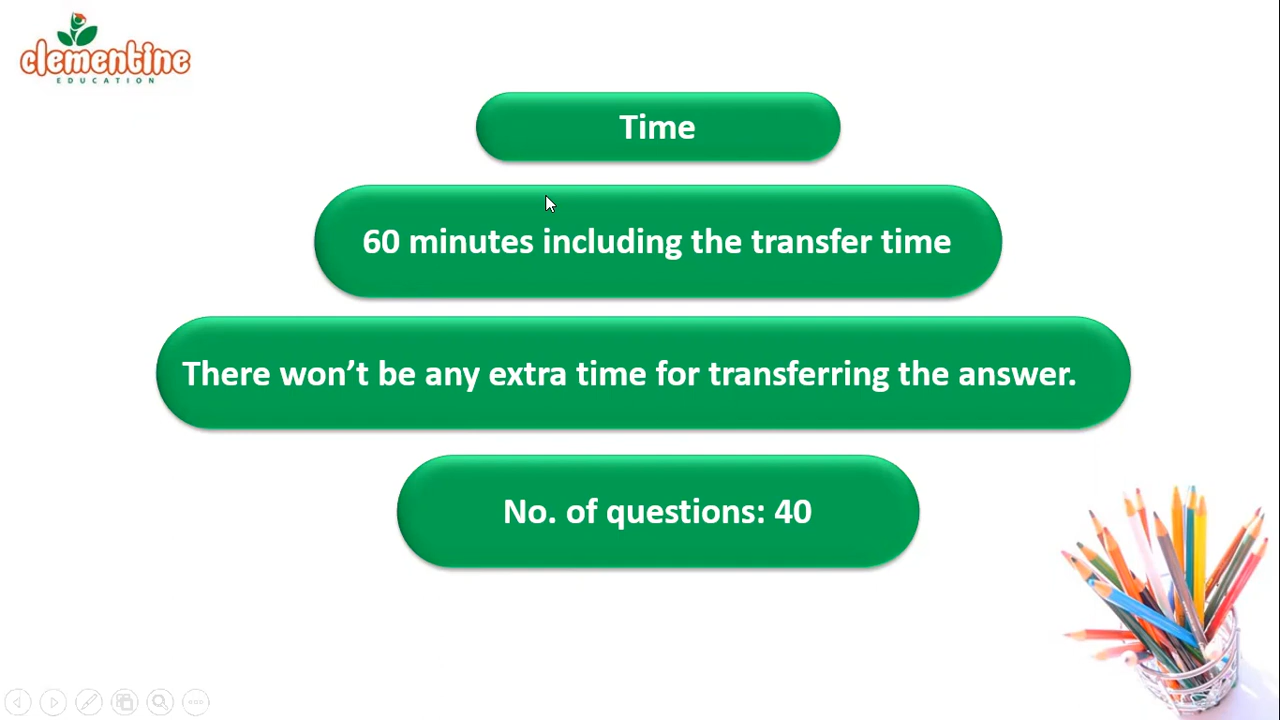 clementine
EDUCATION
Time
60 minutes including the transfer time
There won’t be any extra time for transferring the answer.
No. of questions: 40